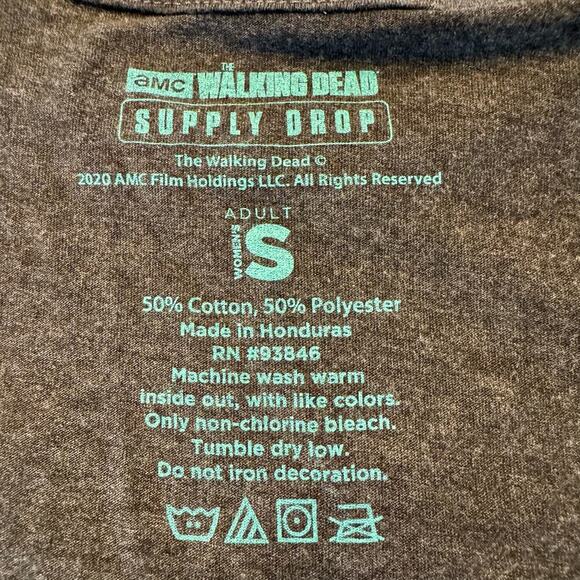 THE
amc WALKING DEAD
SUPPLY DROP
The Walking Dead ©
2020 AMC Film Holdings LLC. All Rights Reserved
ADULT
WOMEN'S S
50% Cotton, 50% Polyester
Made in Honduras
RN #93846
Machine wash warm
inside out, with like colors.
Only non-chlorine bleach.
Tumble dry low.
Do not iron decoration.